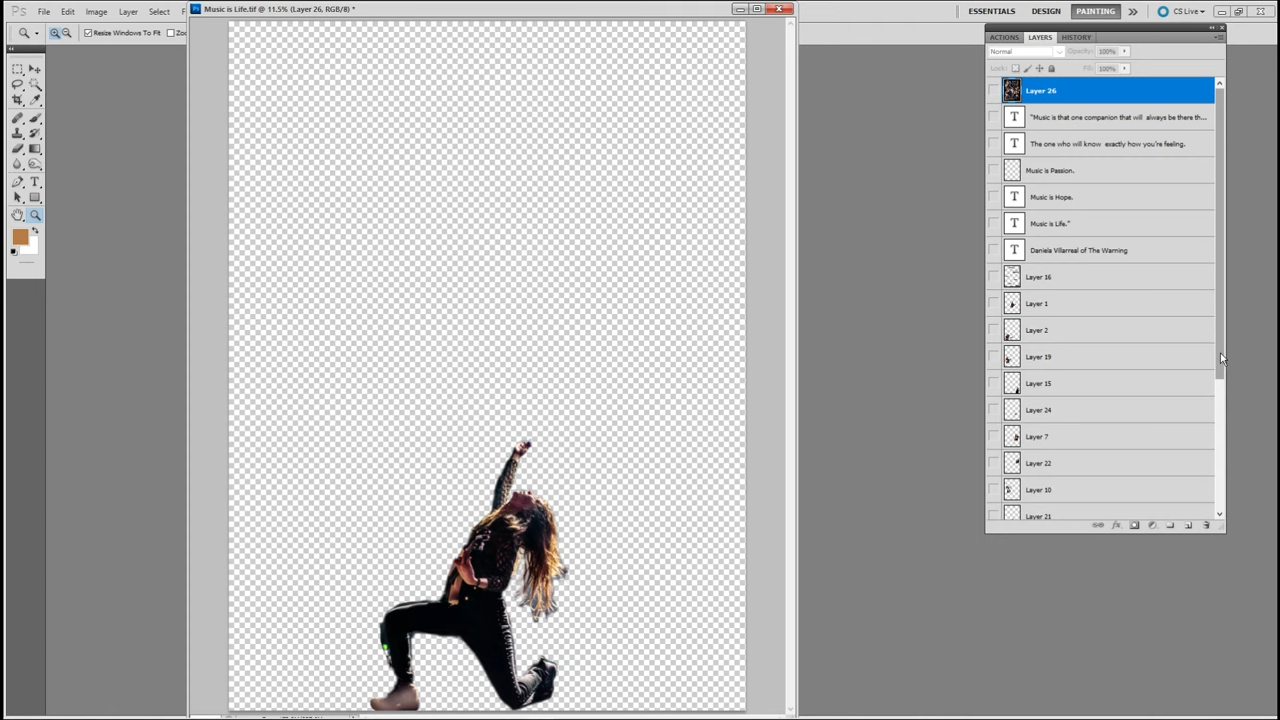 Music is Life.tif @ 11.5% (Layer 26, RGB/8) *
PS File Edit Image Layer Select
ESSENTIALS DESIGN PAINTING CS Live
Resize Windows To Fit Zoo
ACTIONS LAYERS HISTORY
Normal Opacity: 100%
Lock: Fill: 100%
Layer 26
T "Music is that one companion that will always be there th...
T The one who will know exactly how you're feeling.
Music is Passion.
T Music is Hope.
T Music is Life."
T Daniela Villarreal of The Warning
Layer 16
Layer 1
Layer 2
Layer 19
Layer 15
Layer 24
Layer 7
Layer 22
Layer 10
Layer 21